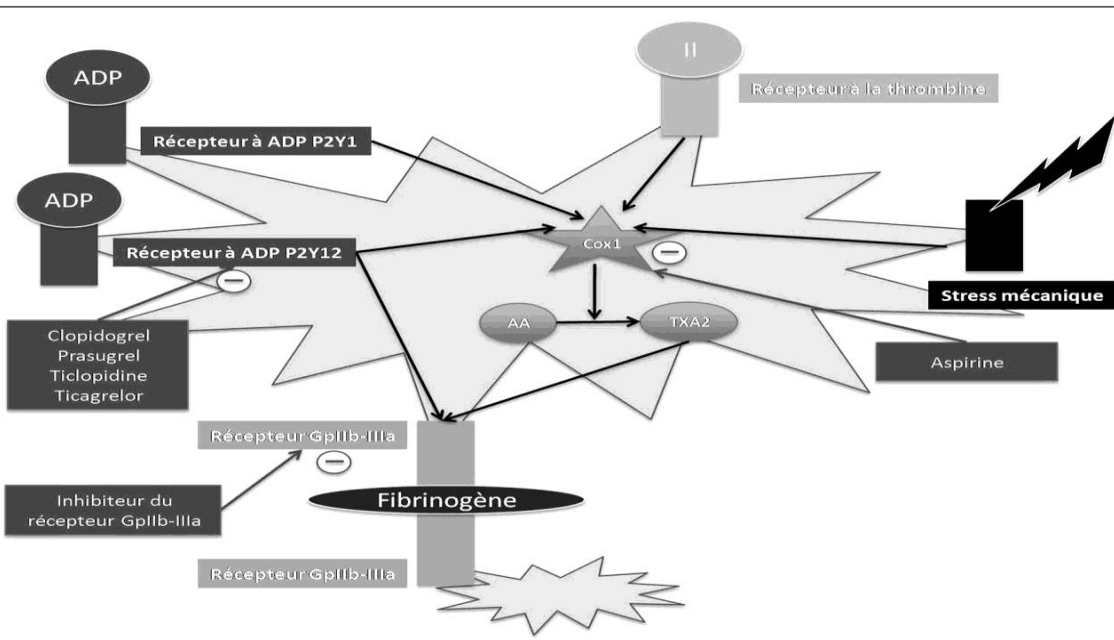 ADP
II
Récepteur à la thrombine
Récepteur à ADP P2Y1
ADP
Récepteur à ADP P2Y12
Cox1
Stress mécanique
Clopidogrel
Prasugrel
Ticlopidine
Ticagrelor
AA
TXA2
Aspirine
Récepteur GpIIb-IIIa
Inhibiteur du
récepteur GpIIb-IIIa
Fibrinogène
Récepteur GpIIb-IIIa